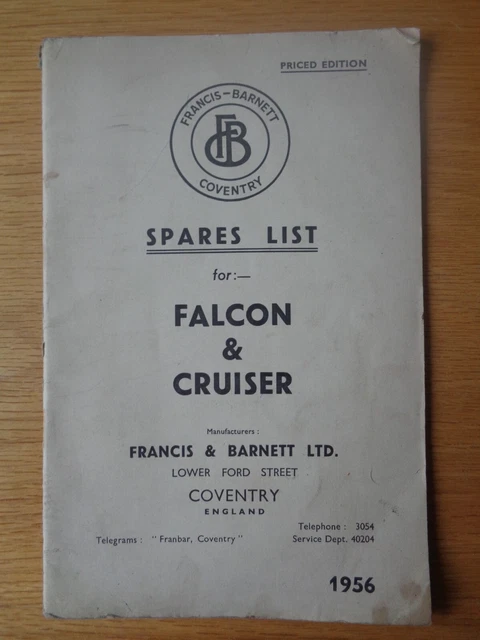 PRICED EDITION
FRANCIS-BARNETT
FB
COVENTRY
SPARES LIST
for:—
FALCON
&
CRUISER
Manufacturers:
FRANCIS & BARNETT LTD.
LOWER FORD STREET
COVENTRY
ENGLAND
Telephone: 3054
Telegrams: "Franbar, Coventry" Service Dept. 40204
1956